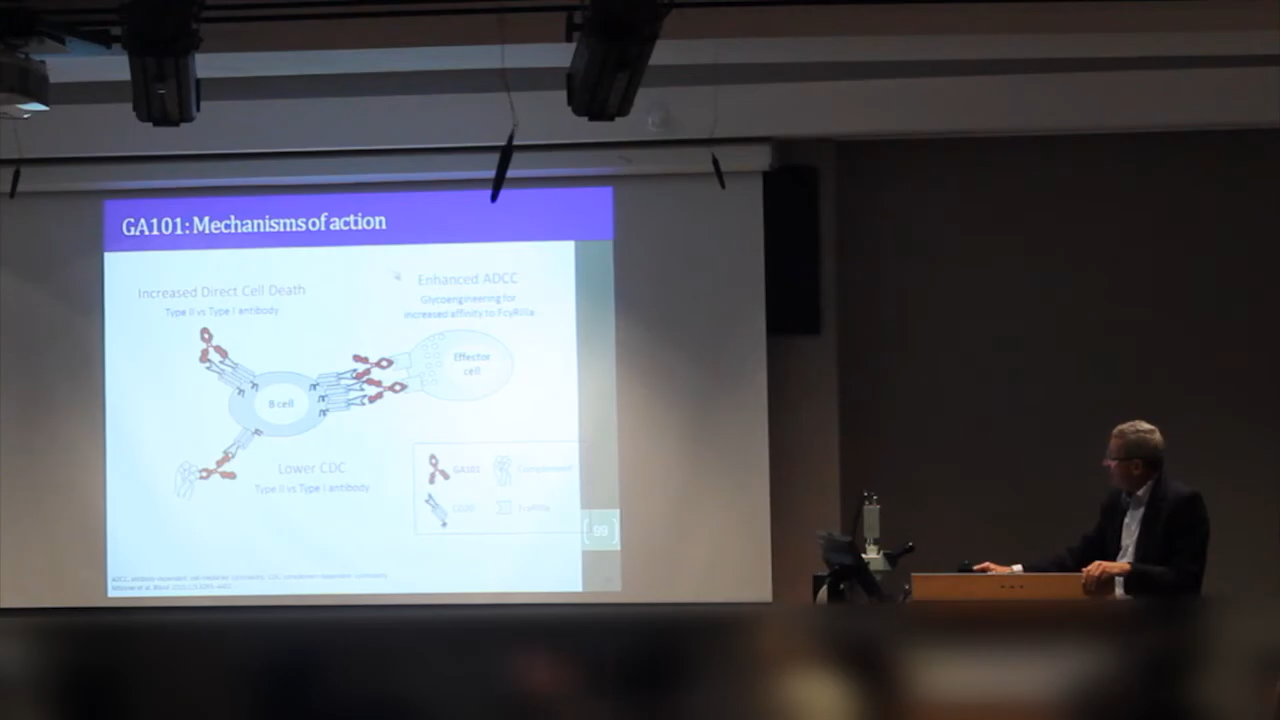 GA101: Mechanisms of action
Increased Direct Cell Death
Type II vs Type I antibody
Enhanced ADCC
Glycoengineering for
increased affinity to FcγRIIIa
Effector
cell
B cell
Lower CDC
Type II vs Type I antibody
GA101
Complement
CD20
FcγRIIIa
99